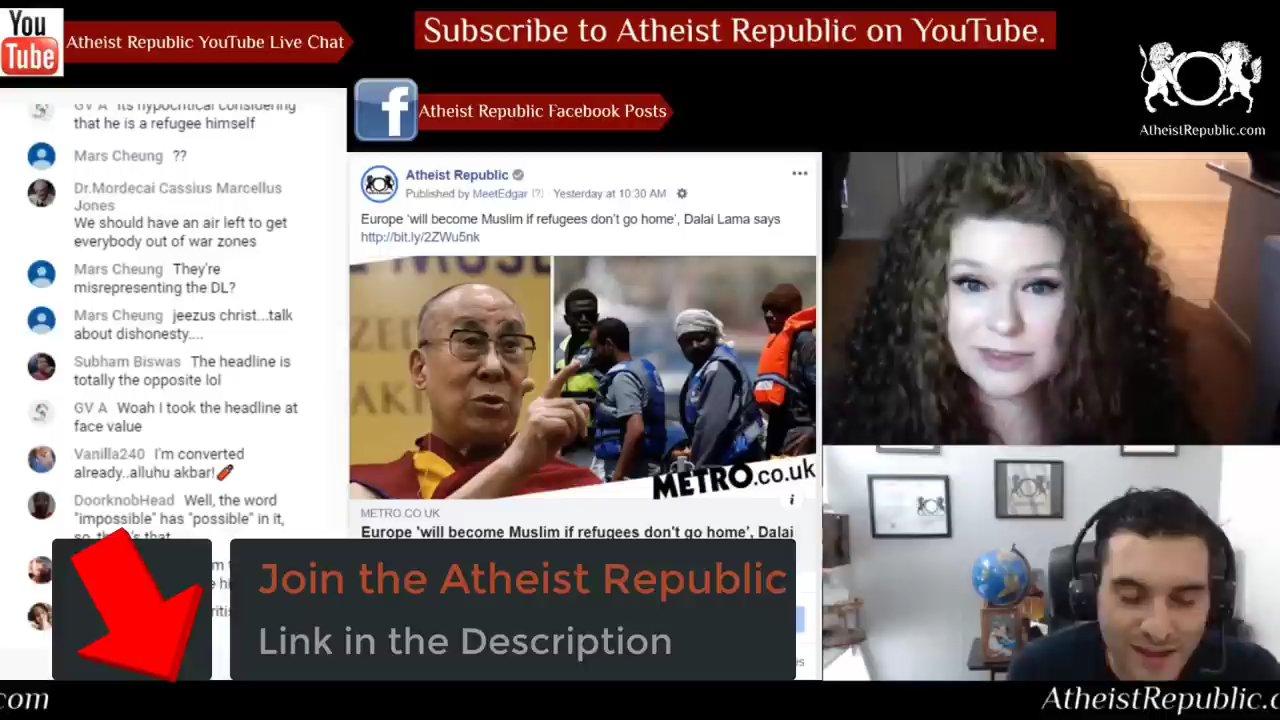 You
Tube
Atheist Republic YouTube Live Chat
Subscribe to Atheist Republic on YouTube.
AtheistRepublic.com
f
Atheist Republic Facebook Posts
GV A Its hypocritical considering
that he is a refugee himself
Mars Cheung ??
Dr.Mordecai Cassius Marcellus
Jones
We should have an air left to get
everybody out of war zones
Mars Cheung They're
misrepresenting the DL?
Mars Cheung jeezus christ...talk
about dishonesty....
Subham Biswas The headline is
totally the opposite lol
GV A Woah I took the headline at
face value
Vanilla240 I'm converted
already..alluhu akbar!🧨
DoorknobHead Well, the word
"impossible" has "possible" in it,
Atheist Republic
Published by MeetEdgar [?] Yesterday at 10:30 AM
Europe 'will become Muslim if refugees don't go home', Dalai Lama says
http://bit.ly/2ZWu5nk
METRO.co.uk
METRO.CO.UK
Europe 'will become Muslim if refugees don't go home', Dalai
Join the Atheist Republic
Link in the Description
com
AtheistRepublic.c